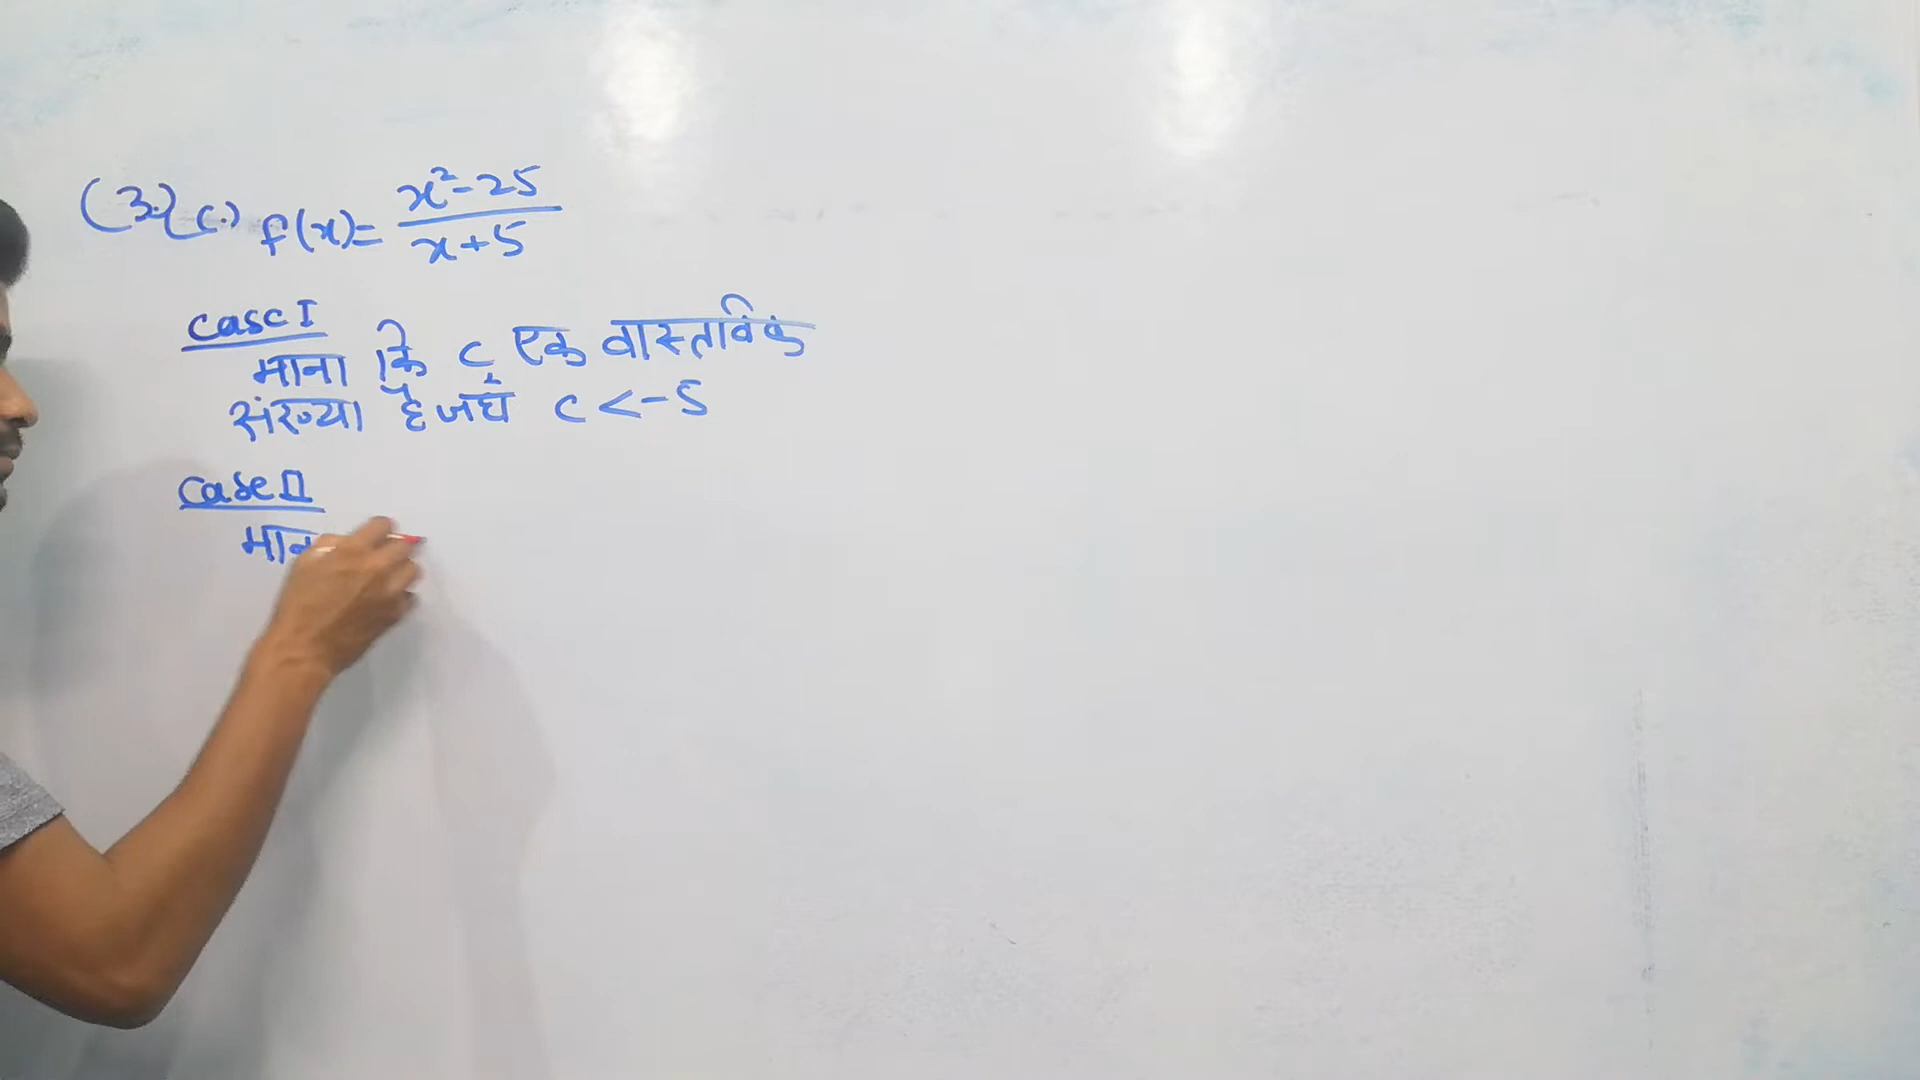 (3.) c.) f(x) = x²-25 / x+5
Case I
माना कि c एक वास्तविक
संख्या है जहाँ c < -5
Case II